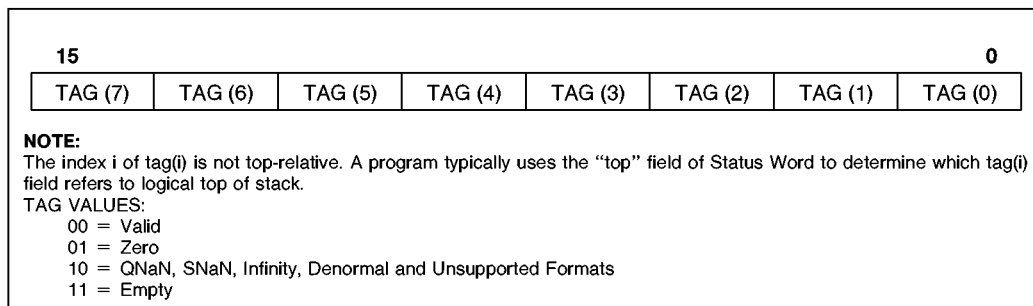 15 0
TAG (7) TAG (6) TAG (5) TAG (4) TAG (3) TAG (2) TAG (1) TAG (0)
NOTE:
The index i of tag(i) is not top-relative. A program typically uses the “top” field of Status Word to determine which tag(i)
field refers to logical top of stack.
TAG VALUES:
00 = Valid
01 = Zero
10 = QNaN, SNaN, Infinity, Denormal and Unsupported Formats
11 = Empty